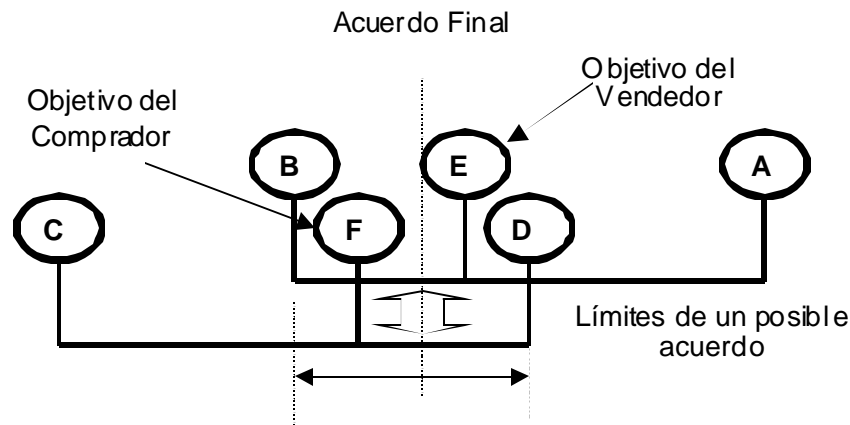 Acuerdo Final
Objetivo del
Vendedor
Objetivo del
Comprador
B
E
A
C
F
D
Límites de un posible
acuerdo